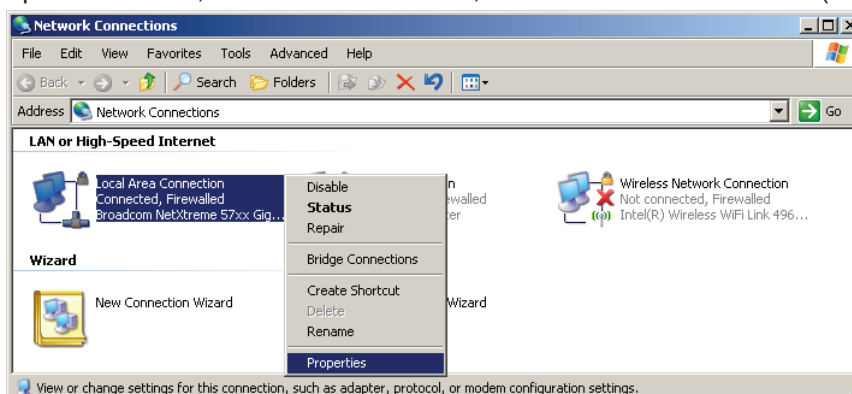 Network Connections
File Edit View Favorites Tools Advanced Help
Back Search Folders
Address Network Connections Go
LAN or High-Speed Internet
Local Area Connection
Connected, Firewalled
Broadcom NetXtreme 57xx Gig...
Disable
Status
Repair
Bridge Connections
Create Shortcut
Delete
Rename
Properties
Wireless Network Connection
Not connected, Firewalled
Intel(R) Wireless WiFi Link 496...
Wizard
New Connection Wizard
Wizard
View or change settings for this connection, such as adapter, protocol, or modem configuration settings.